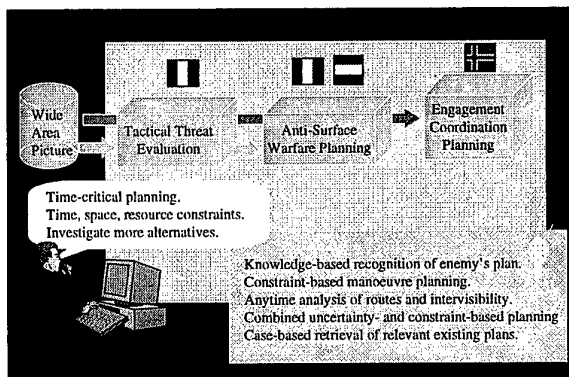 Wide
Area
Picture
Tactical Threat
Evaluation
Anti-Surface
Warfare Planning
Engagement
Coordination
Planning
Time-critical planning.
Time, space, resource constraints.
Investigate more alternatives.
Knowledge-based recognition of enemy's plan.
Constraint-based manoeuvre planning.
Anytime analysis of routes and intervisibility.
Combined uncertainty- and constraint-based planning
Case-based retrieval of relevant existing plans.